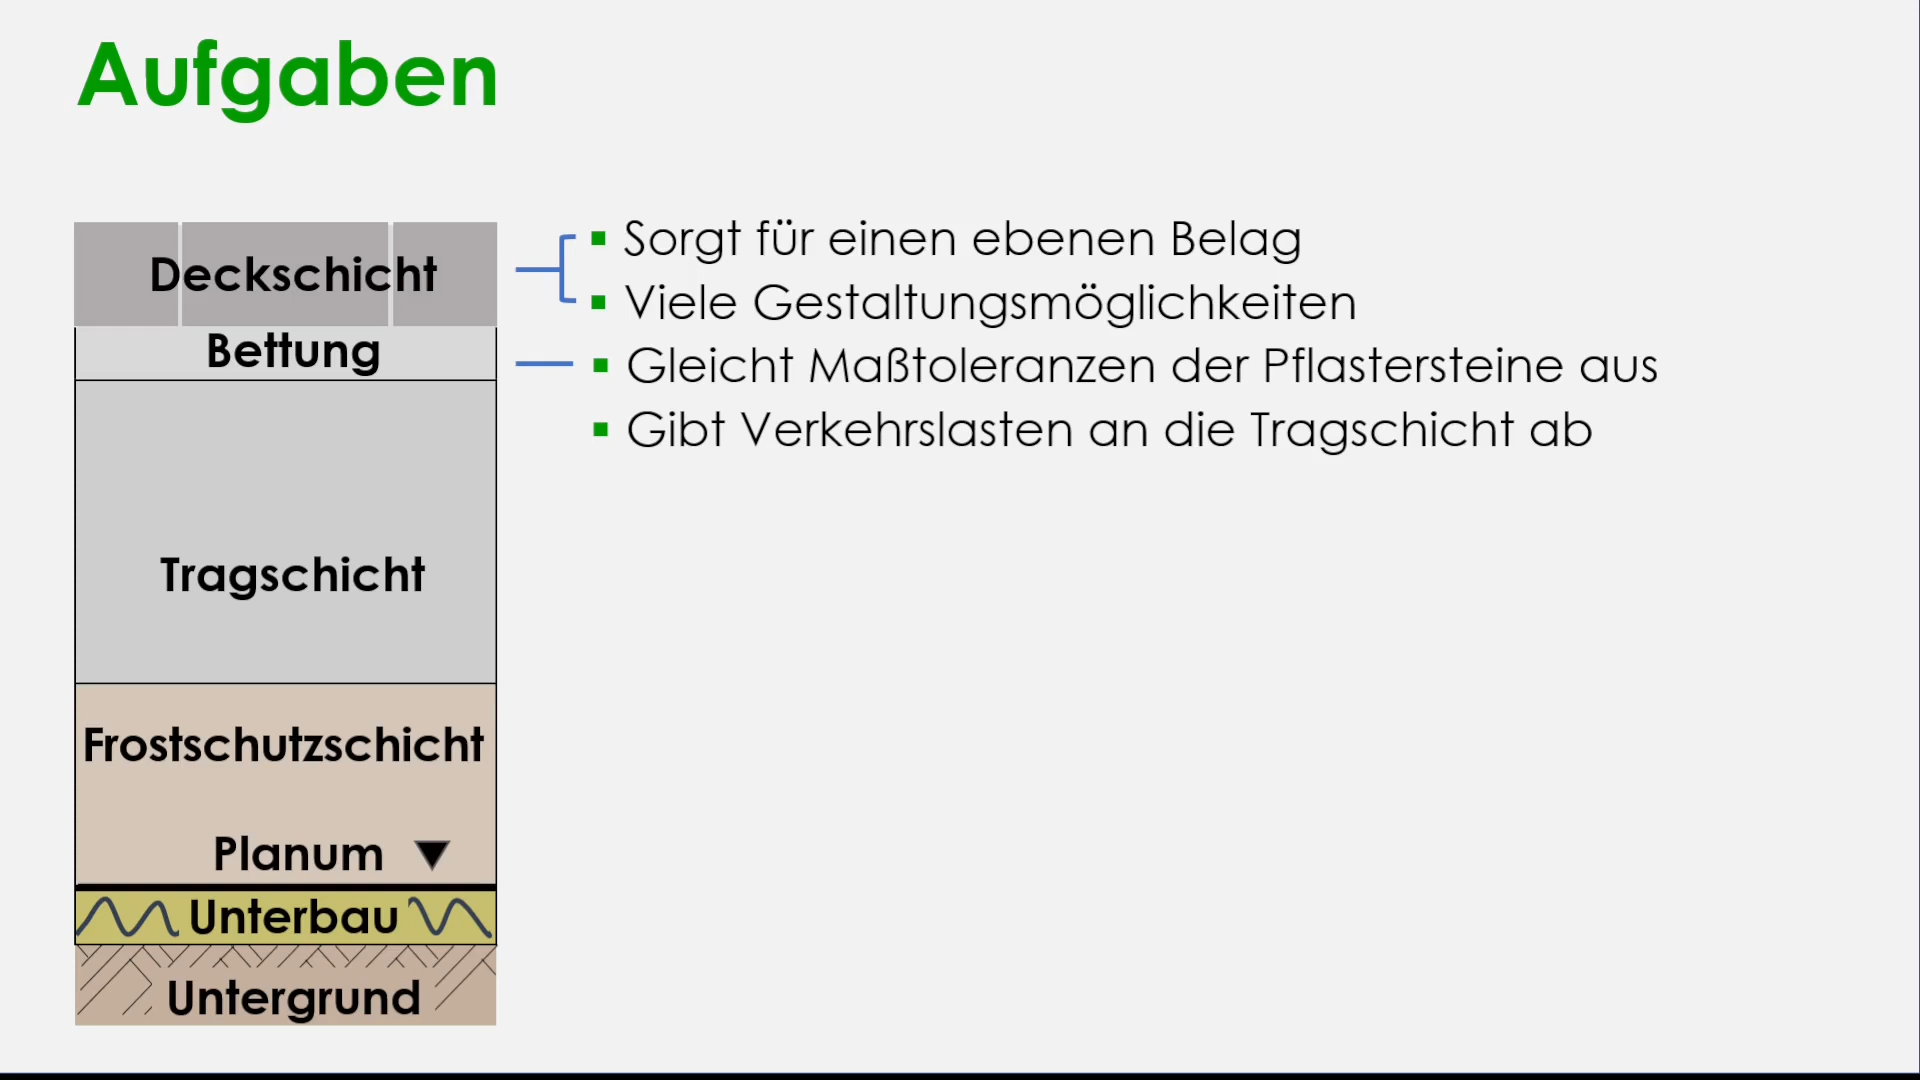 Aufgaben
Deckschicht
Bettung
Tragschicht
Frostschutzschicht
Planum
Unterbau
Untergrund
Sorgt für einen ebenen Belag
Viele Gestaltungsmöglichkeiten
Gleicht Maßtoleranzen der Pflastersteine aus
Gibt Verkehrslasten an die Tragschicht ab